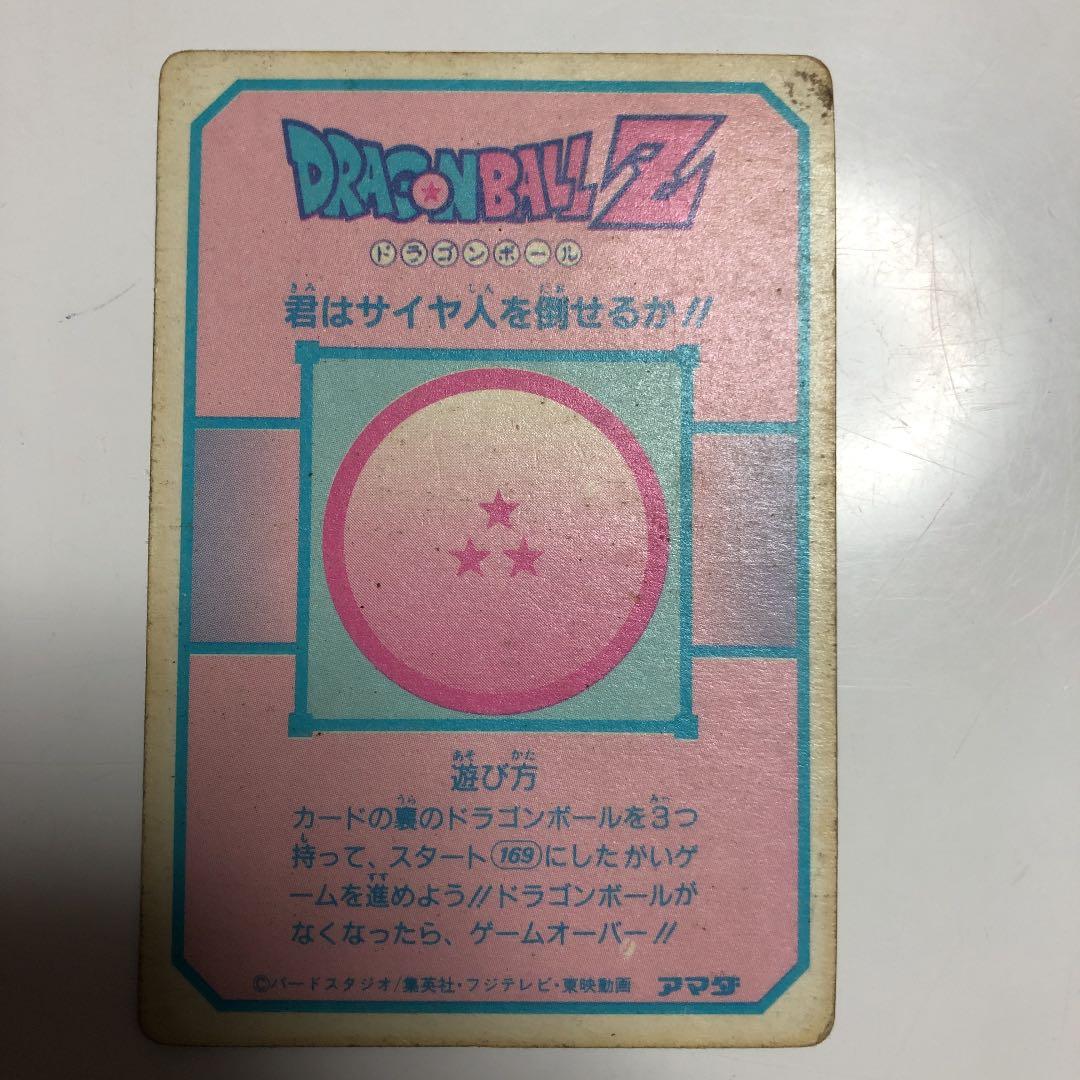 DRAGONBALL Z
ドラゴンボール
君はサイヤ人を倒せるか!!
遊び方
カードの裏のドラゴンボールを3つ
持って、スタート169にしたがいゲ
ームを進めよう!!ドラゴンボールが
なくなったら、ゲームオーバー!!
©バードスタジオ/集英社・フジテレビ・東映動画 アマダ